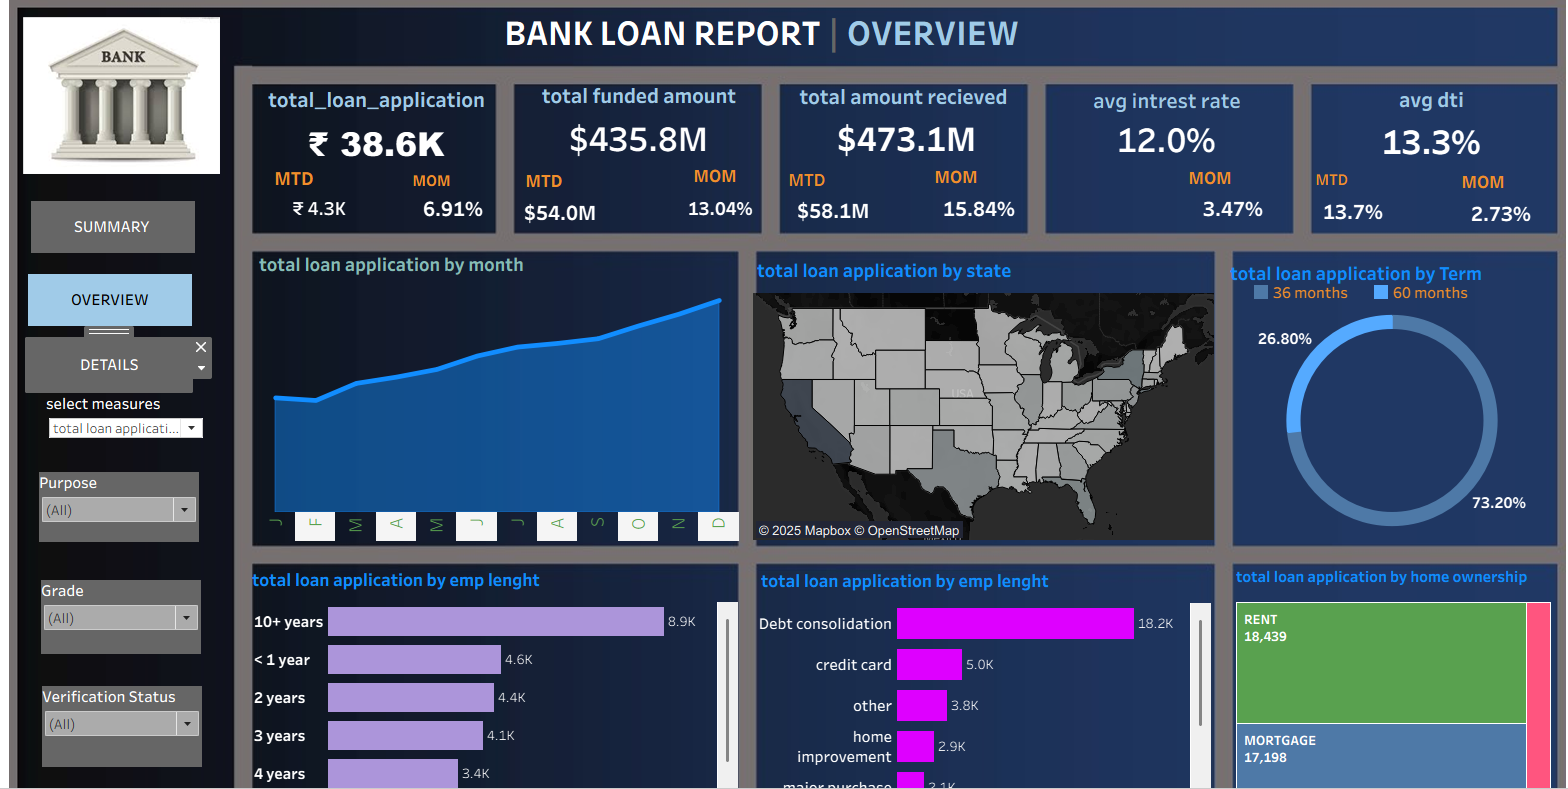 BANK LOAN REPORT | OVERVIEW
BANK
SUMMARY
OVERVIEW
DETAILS
select measures
total loan applicati...
Purpose
(All)
Grade
(All)
Verification Status
(All)
total_loan_application
₹ 38.6K
MTD MOM
₹ 4.3K 6.91%
total funded amount
$435.8M
MTD MOM
$54.0M 13.04%
total amount recieved
$473.1M
MTD MOM
$58.1M 15.84%
avg intrest rate
12.0%
MOM
3.47%
avg dti
13.3%
MTD MOM
13.7% 2.73%
total loan application by month
J F M A M J J A S O N D
total loan application by state
USA
© 2025 Mapbox © OpenStreetMap
total loan application by Term
36 months 60 months
26.80%
73.20%
total loan application by emp lenght
10+ years 8.9K
< 1 year 4.6K
2 years 4.4K
3 years 4.1K
4 years 3.4K
total loan application by emp lenght
Debt consolidation 18.2K
credit card 5.0K
other 3.8K
home
improvement 2.9K
major purchase 2.1K
total loan application by home ownership
RENT
18,439
MORTGAGE
17,198